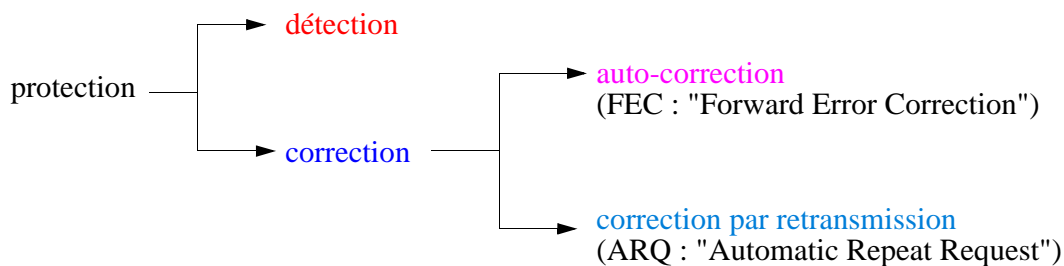 détection
protection
auto-correction
(FEC : "Forward Error Correction")
correction
correction par retransmission
(ARQ : "Automatic Repeat Request")